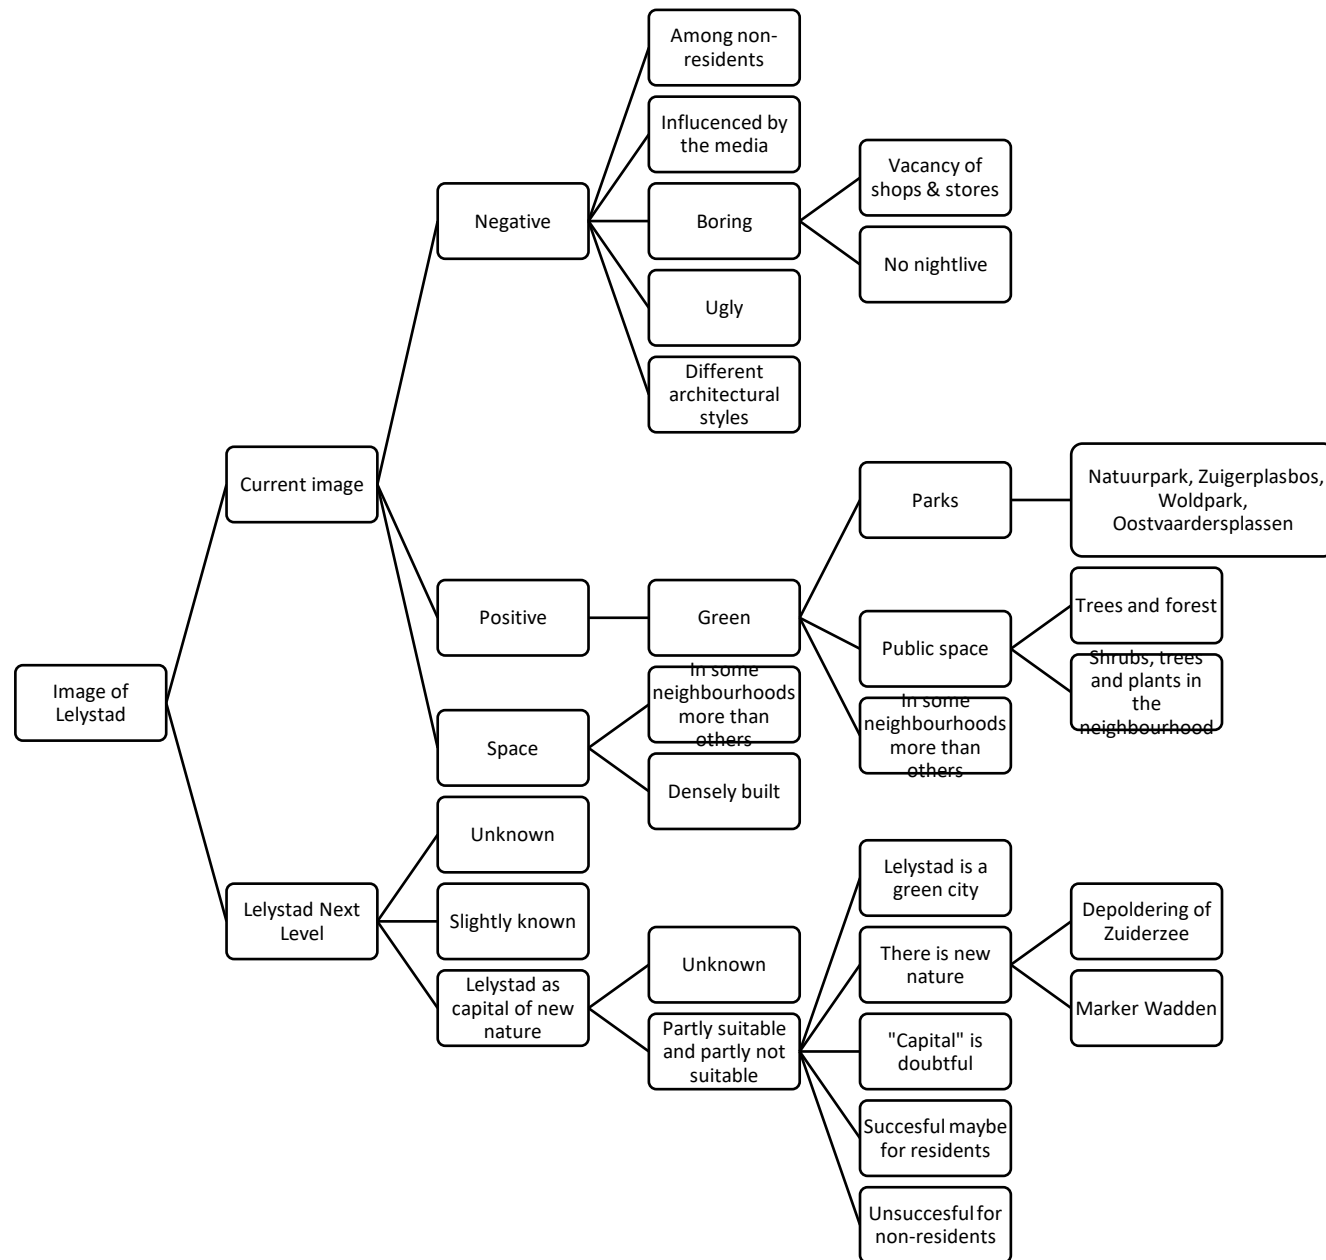 Image of
Lelystad
Current image
Negative
Among non-
residents
Influcenced by
the media
Boring
Vacancy of
shops & stores
No nightlive
Ugly
Different
architectural
styles
Positive
Green
Parks
Natuurpark, Zuigerplasbos,
Woldpark,
Oostvaardersplassen
Public space
Trees and forest
Shrubs, trees
and plants in
the
neighbourhood
In some
neighbourhoods
more than
others
Space
In some
neighbourhoods
more than
others
Densely built
Lelystad Next
Level
Unknown
Slightly known
Lelystad as
capital of new
nature
Unknown
Partly suitable
and partly not
suitable
Lelystad is a
green city
There is new
nature
Depoldering of
Zuiderzee
Marker Wadden
"Capital" is
doubtful
Succesful maybe
for residents
Unsuccesful for
non-residents